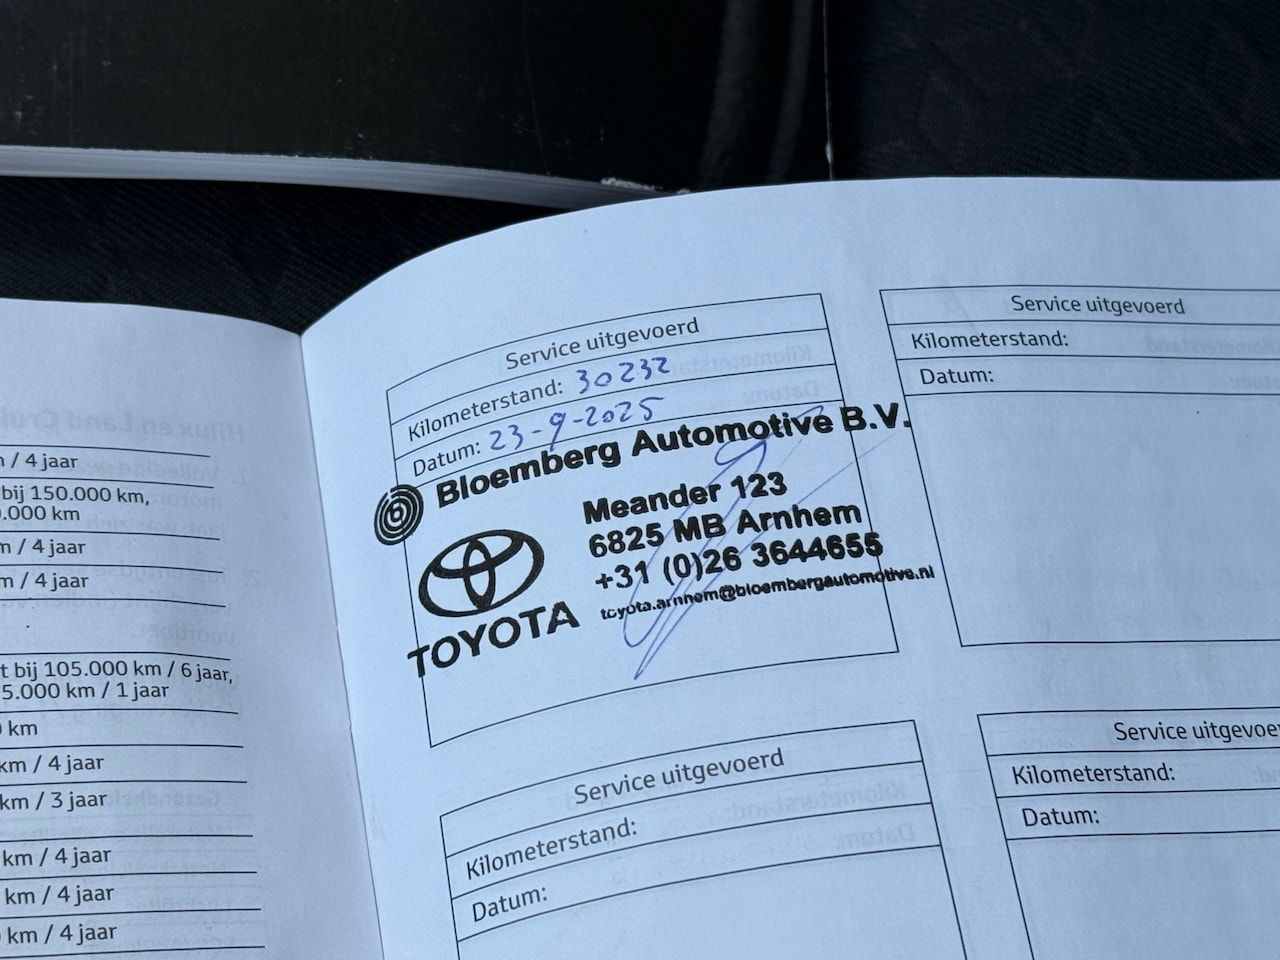 m / 4 jaar
bij 150.000 km,
0.000 km
m / 4 jaar
m / 4 jaar
t bij 105.000 km / 6 jaar,
5.000 km / 1 jaar
km
km / 4 jaar
km / 3 jaar
km / 4 jaar
km / 4 jaar
km / 4 jaar
Service uitgevoerd
Kilometerstand: 30232
Datum: 23-9-2025
Bloemberg Automotive B.V.
Meander 123
6825 MB Arnhem
+31 (0)26 3644655
toyota.arnhem@bloembergautomotive.nl
TOYOTA
Service uitgevoerd
Kilometerstand:
Datum:
Service uitgevoerd
Kilometerstand:
Datum:
Service uitgevoer
Kilometerstand:
Datum: